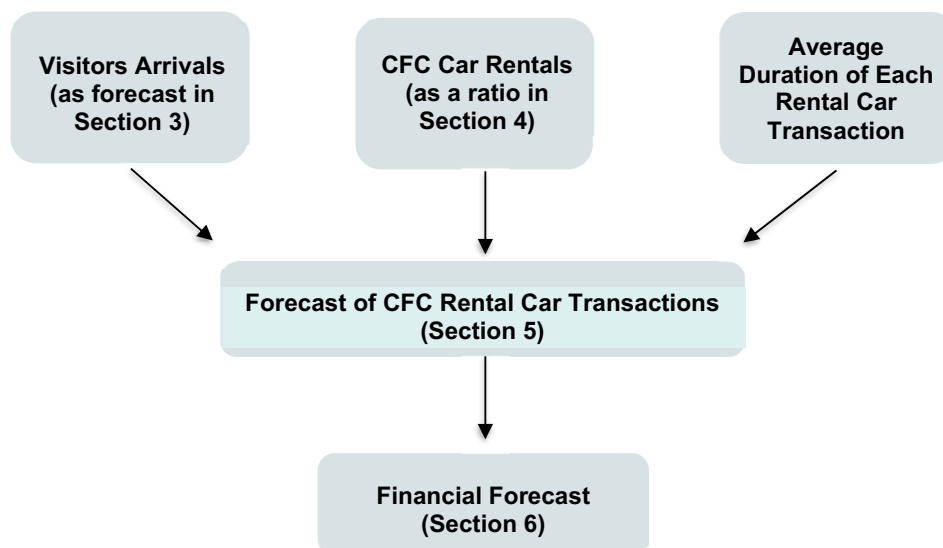 Visitors Arrivals
(as forecast in
Section 3)
CFC Car Rentals
(as a ratio in
Section 4)
Average
Duration of Each
Rental Car
Transaction
Forecast of CFC Rental Car Transactions
(Section 5)
Financial Forecast
(Section 6)